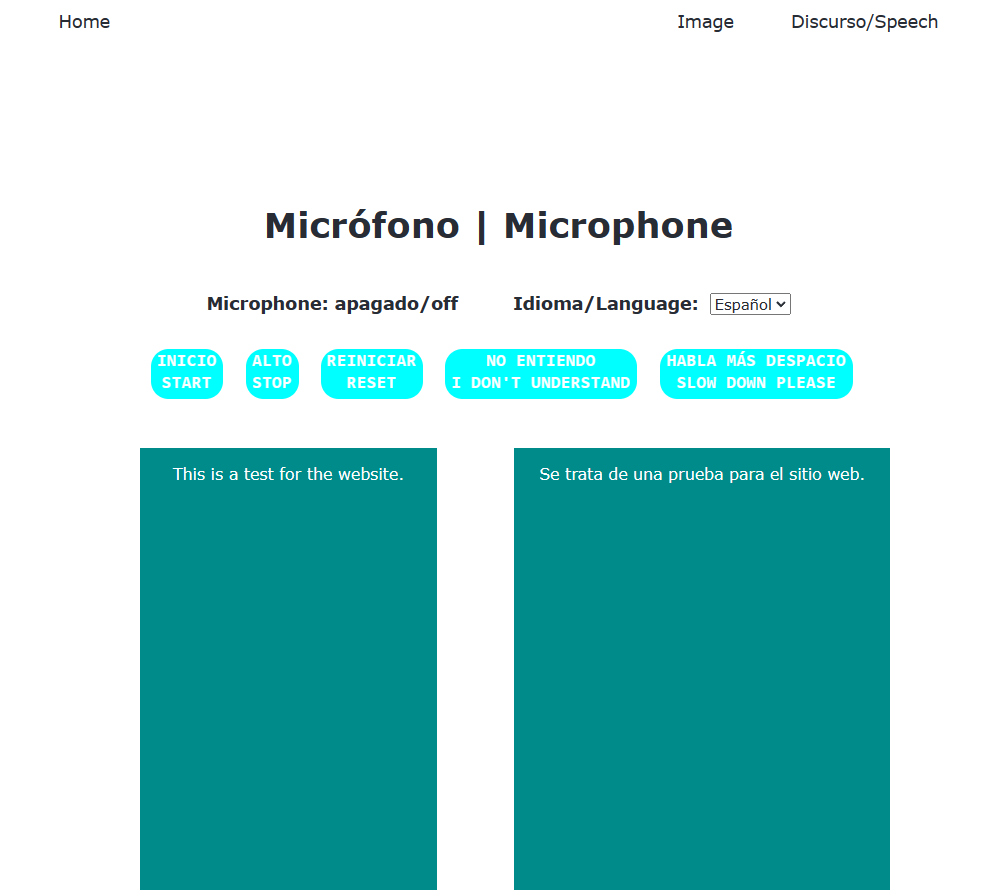 Home Image Discurso/Speech
Micrófono | Microphone
Microphone: apagado/off Idioma/Language: Español
INICIO
START
ALTO
STOP
REINICIAR
RESET
NO ENTIENDO
I DON'T UNDERSTAND
HABLA MÁS DESPACIO
SLOW DOWN PLEASE
This is a test for the website.
Se trata de una prueba para el sitio web.